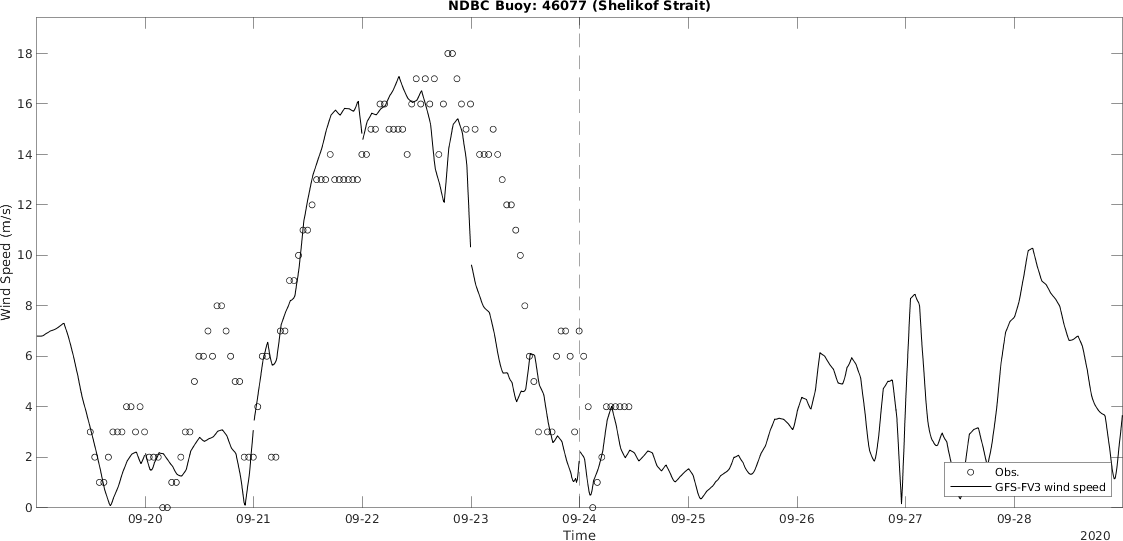 NDBC Buoy: 46077 (Shelikof Strait)
Wind Speed (m/s)
18
16
14
12
10
8
6
4
2
0
09-20 09-21 09-22 09-23 09-24 09-25 09-26 09-27 09-28
Time
2020
Obs.
GFS-FV3 wind speed